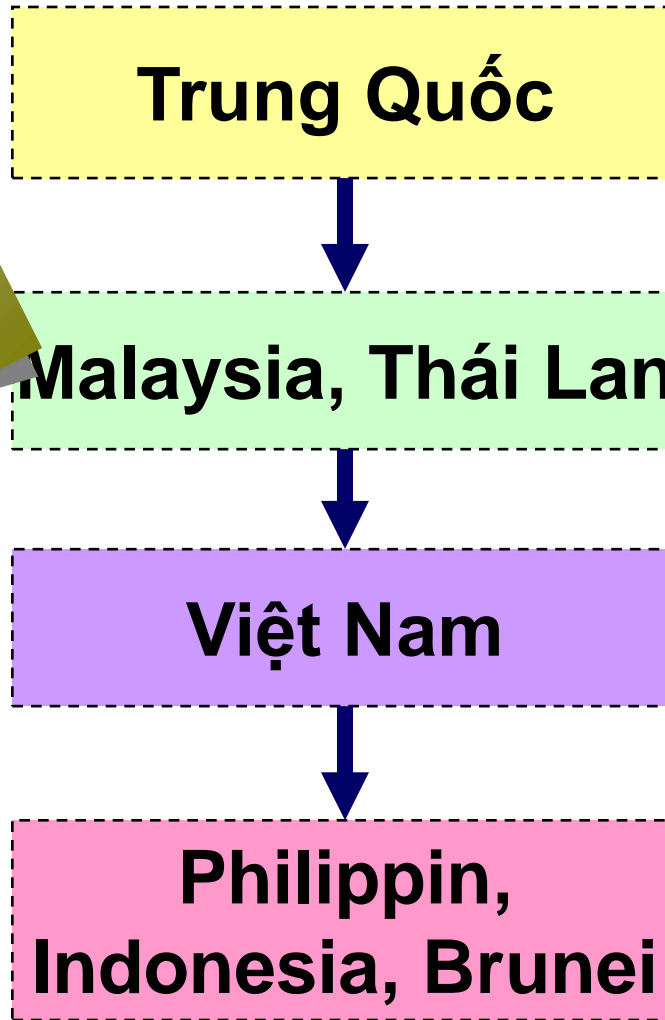 Trung Quốc
Malaysia, Thái Lan
Việt Nam
Philippin,
Indonesia, Brunei